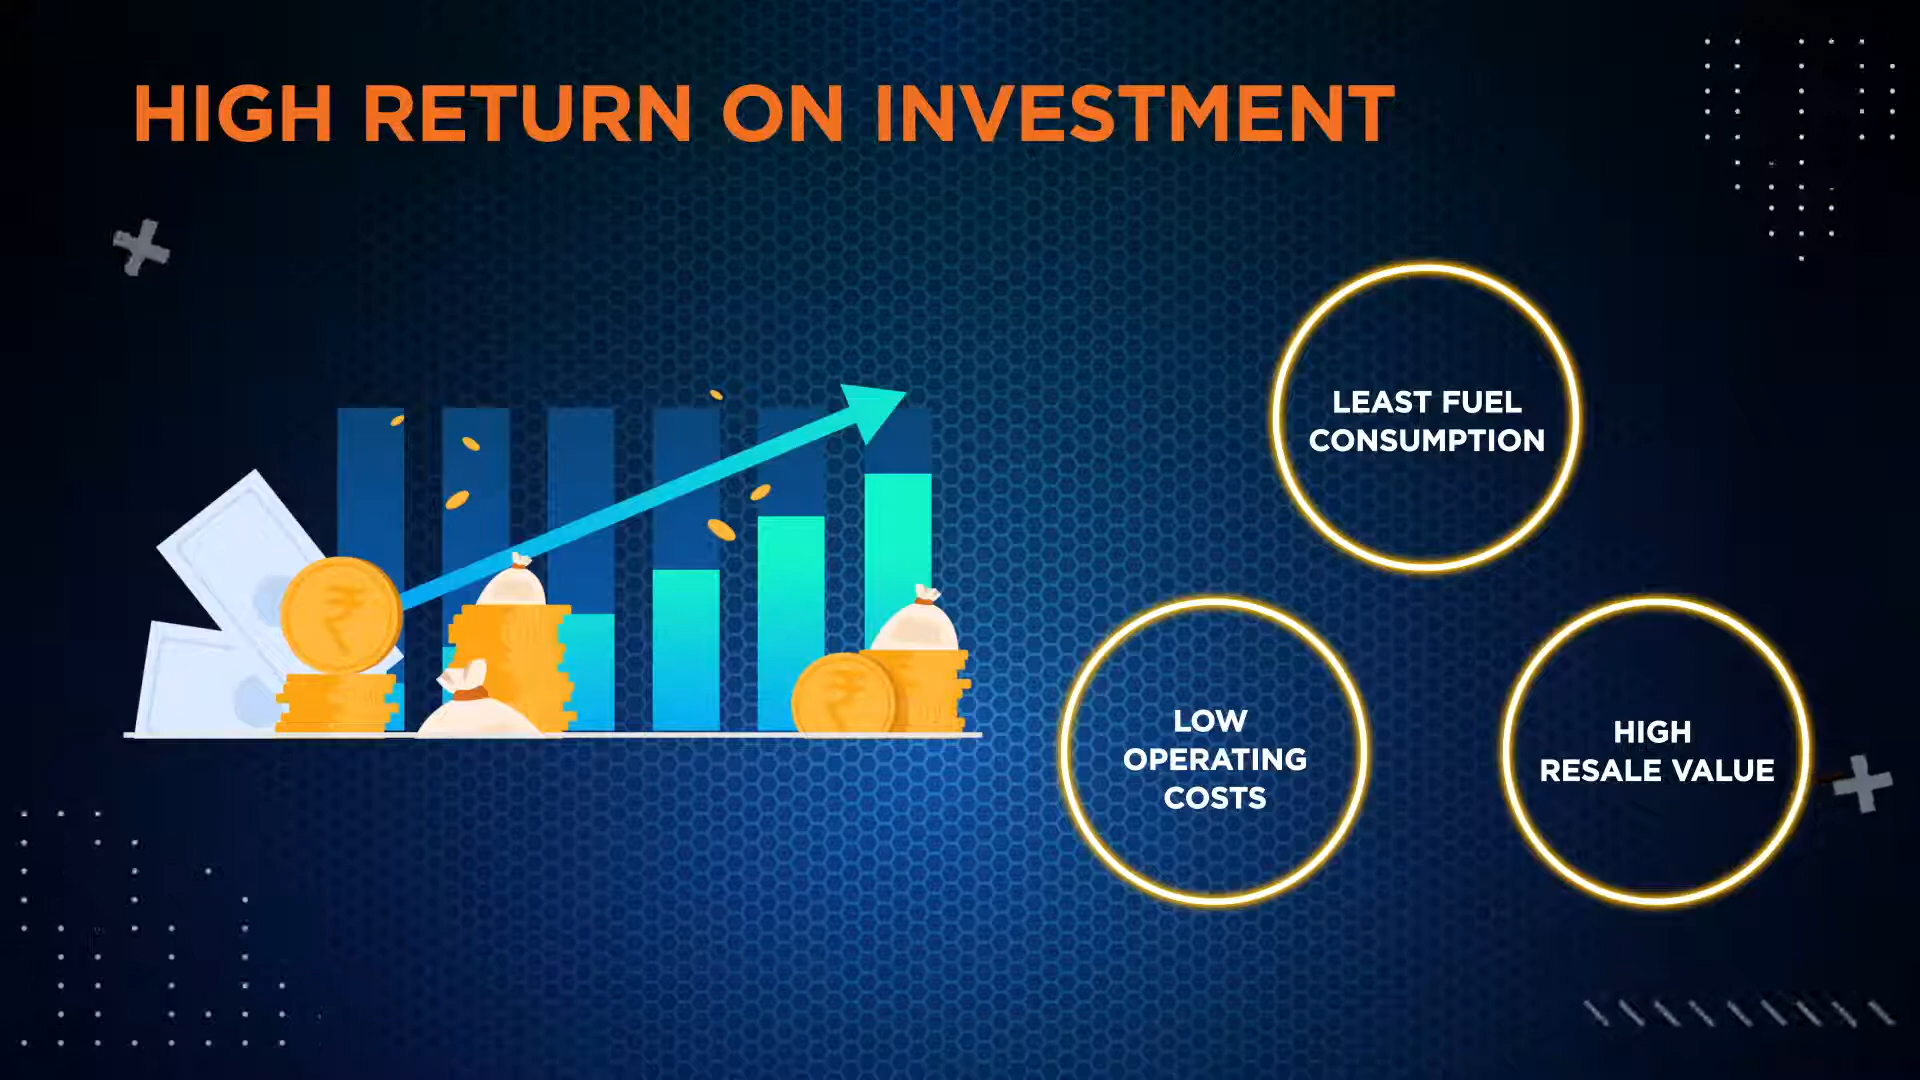 HIGH RETURN ON INVESTMENT
LEAST FUEL
CONSUMPTION
LOW
OPERATING
COSTS
HIGH
RESALE VALUE